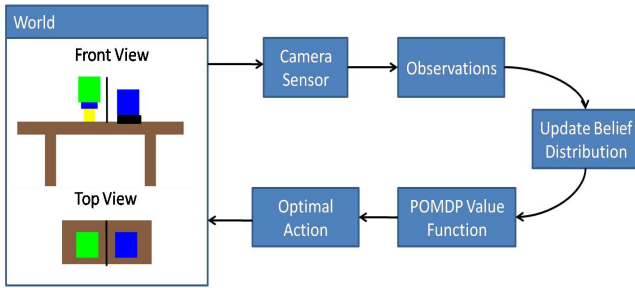 World
Front View
Top View
Camera
Sensor
Observations
Update Belief
Distribution
POMDP Value
Function
Optimal
Action